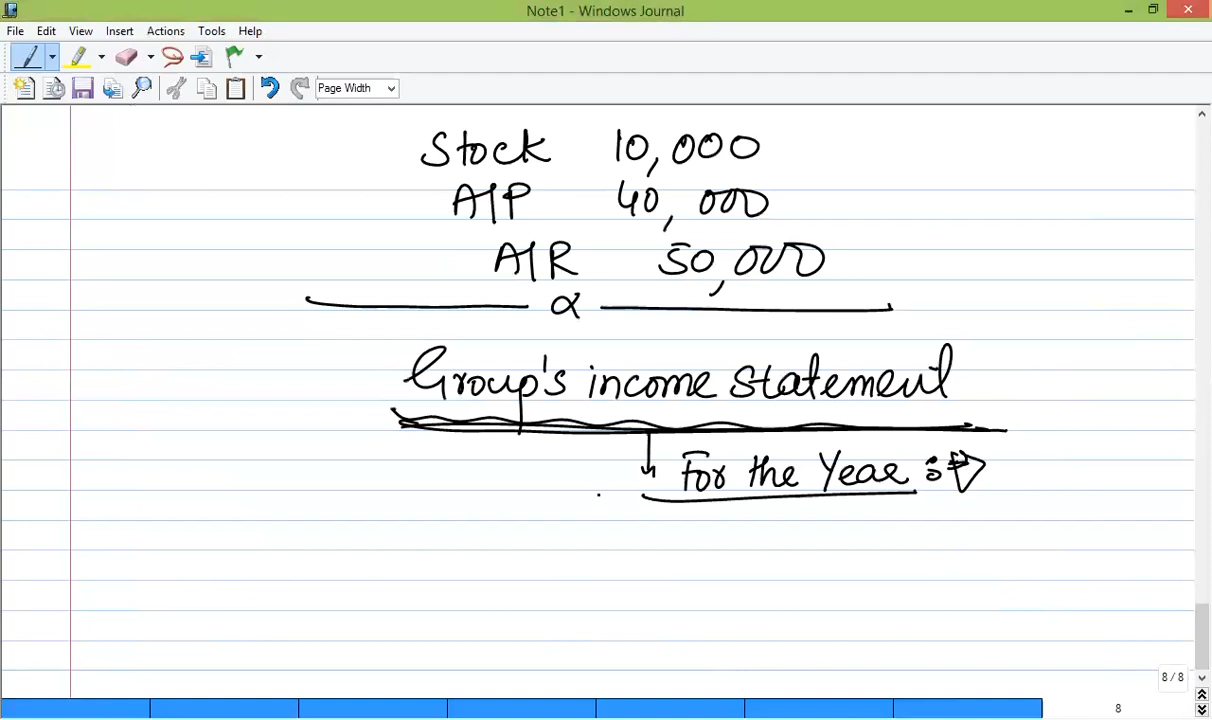 Note1 - Windows Journal
File Edit View Insert Actions Tools Help
Page Width
Stock 10,000
A/P 40,000
A/R 50,000
Group's income statement
For the Year :
8 / 8
8